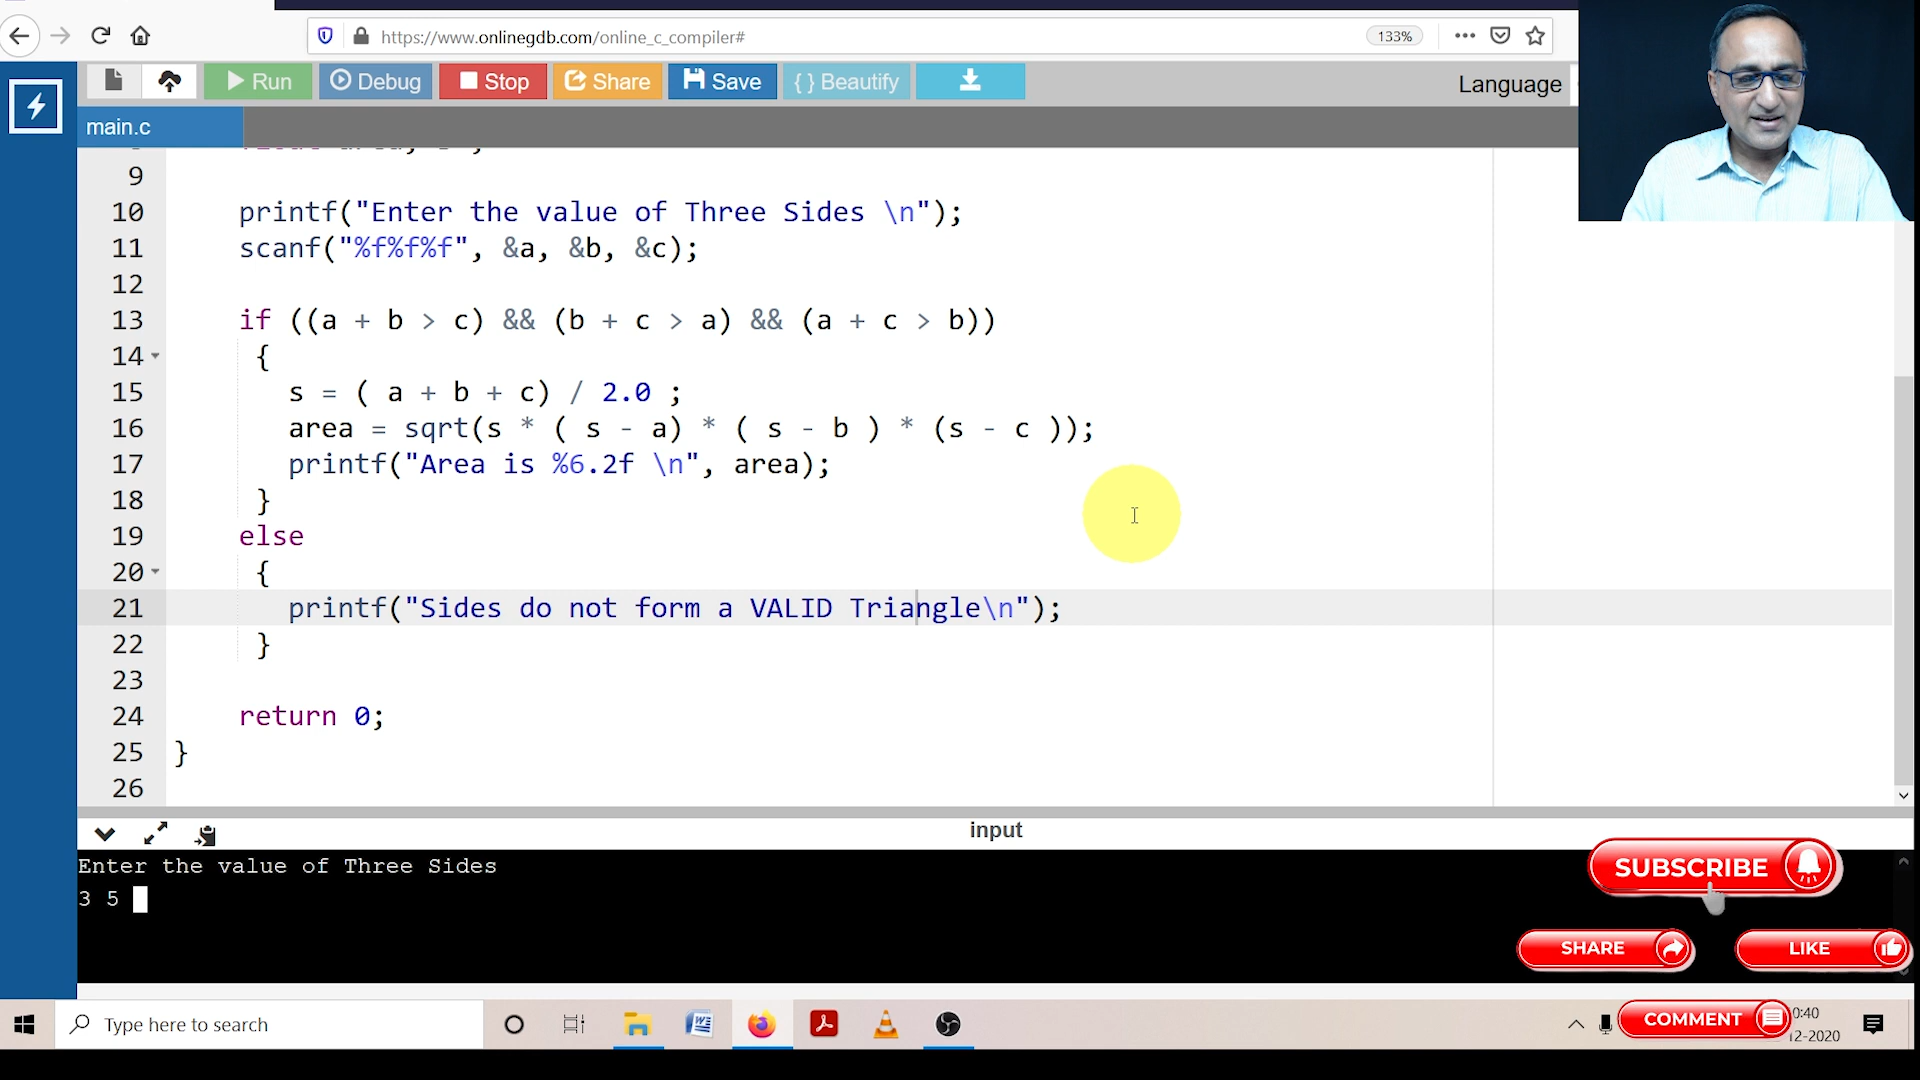 https://www.onlinegdb.com/online_c_compiler#
133%
Run Debug Stop Share Save { } Beautify
Language
main.c
9
10 printf("Enter the value of Three Sides \n");
11 scanf("%f%f%f", &a, &b, &c);
12
13 if ((a + b > c) && (b + c > a) && (a + c > b))
14 {
15 s = ( a + b + c) / 2.0 ;
16 area = sqrt(s * ( s - a) * ( s - b ) * (s - c ));
17 printf("Area is %6.2f \n", area);
18 }
19 else
20 {
21 printf("Sides do not form a VALID Triangle\n");
22 }
23
24 return 0;
25 }
26
input
Enter the value of Three Sides
3 5
SUBSCRIBE
SHARE LIKE
Type here to search
COMMENT
0:40
12-2020